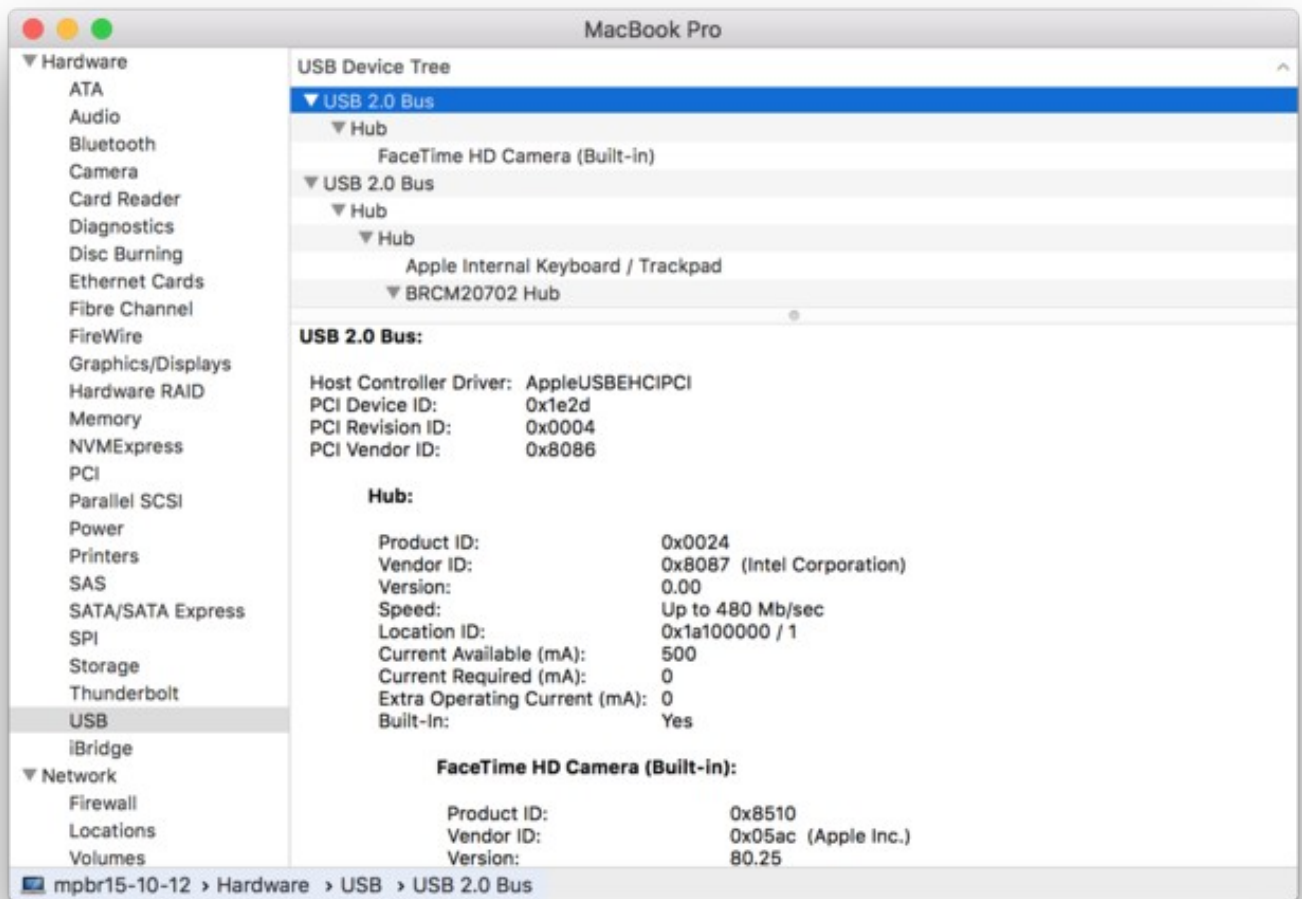 MacBook Pro
Hardware
ATA
Audio
Bluetooth
Camera
Card Reader
Diagnostics
Disc Burning
Ethernet Cards
Fibre Channel
FireWire
Graphics/Displays
Hardware RAID
Memory
NVMExpress
PCI
Parallel SCSI
Power
Printers
SAS
SATA/SATA Express
SPI
Storage
Thunderbolt
USB
iBridge
Network
Firewall
Locations
Volumes
USB Device Tree
USB 2.0 Bus
Hub
FaceTime HD Camera (Built-in)
USB 2.0 Bus
Hub
Hub
Apple Internal Keyboard / Trackpad
BRCM20702 Hub
USB 2.0 Bus:
Host Controller Driver: AppleUSBEHCIPCI
PCI Device ID: 0x1e2d
PCI Revision ID: 0x0004
PCI Vendor ID: 0x8086
Hub:
Product ID: 0x0024
Vendor ID: 0x8087 (Intel Corporation)
Version: 0.00
Speed: Up to 480 Mb/sec
Location ID: 0x1a100000 / 1
Current Available (mA): 500
Current Required (mA): 0
Extra Operating Current (mA): 0
Built-In: Yes
FaceTime HD Camera (Built-in):
Product ID: 0x8510
Vendor ID: 0x05ac (Apple Inc.)
Version: 80.25
mpbr15-10-12 › Hardware › USB › USB 2.0 Bus